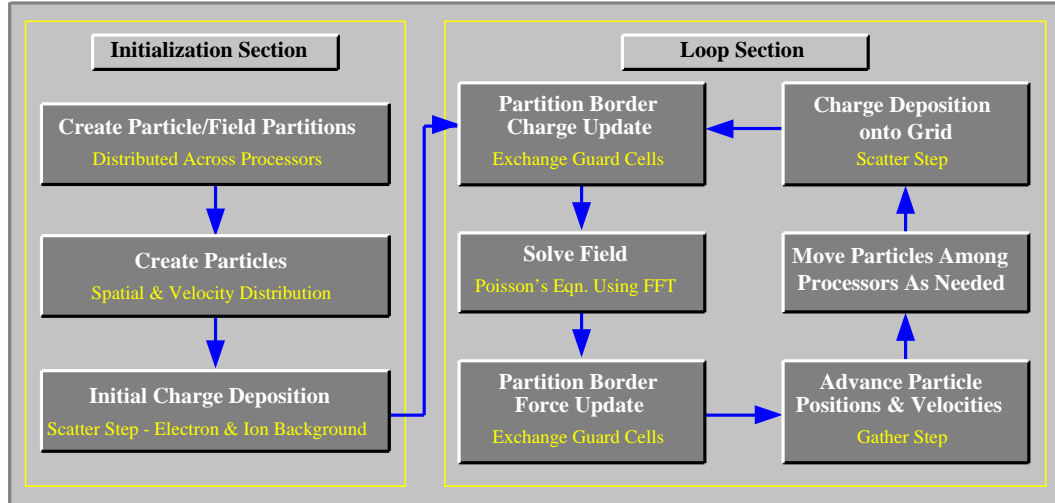 Initialization Section
Create Particle/Field Partitions
Distributed Across Processors
Create Particles
Spatial & Velocity Distribution
Initial Charge Deposition
Scatter Step - Electron & Ion Background
Loop Section
Partition Border
Charge Update
Exchange Guard Cells
Solve Field
Poisson's Eqn. Using FFT
Partition Border
Force Update
Exchange Guard Cells
Advance Particle
Positions & Velocities
Gather Step
Move Particles Among
Processors As Needed
Charge Deposition
onto Grid
Scatter Step